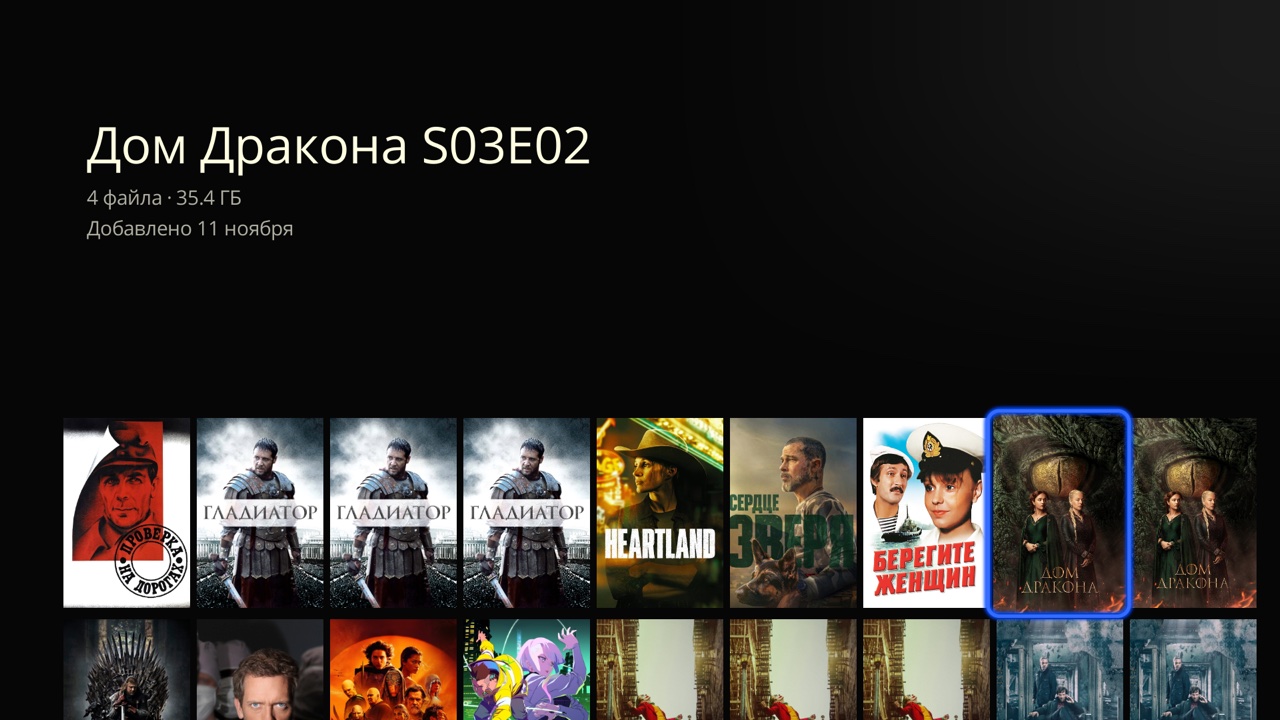 Дом Дракона S03E02
4 файла · 35.4 ГБ
Добавлено 11 ноября
ПРОВЕРКА
НА ДОРОГАХ
ГЛАДИАТОР
ГЛАДИАТОР
ГЛАДИАТОР
HEARTLAND
СЕРДЦЕ
ЗВЕРЯ
БЕРЕГИТЕ
ЖЕНЩИН
ДОМ
ДРАКОНА
ДОМ
ДРАКОНА